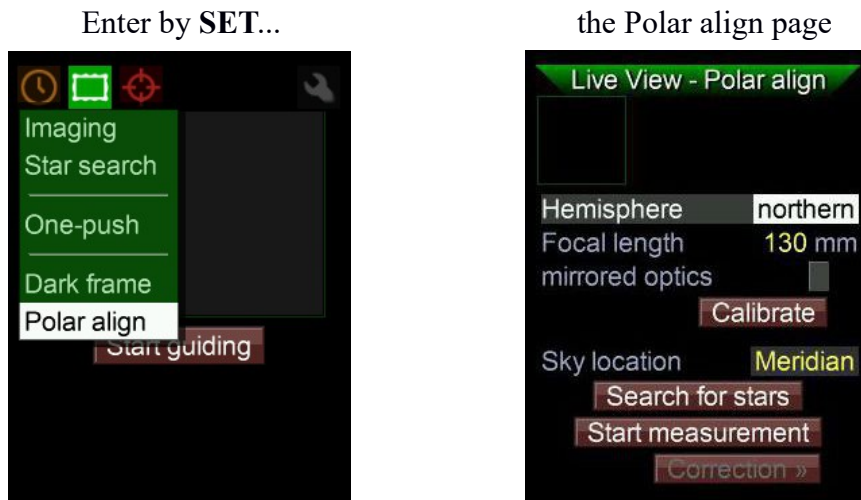 Enter by SET...
Imaging
Star search
One-push
Dark frame
Polar align
Start guiding
the Polar align page
Live View - Polar align
Hemisphere northern
Focal length 130 mm
mirrored optics
Calibrate
Sky location Meridian
Search for stars
Start measurement
Correction »